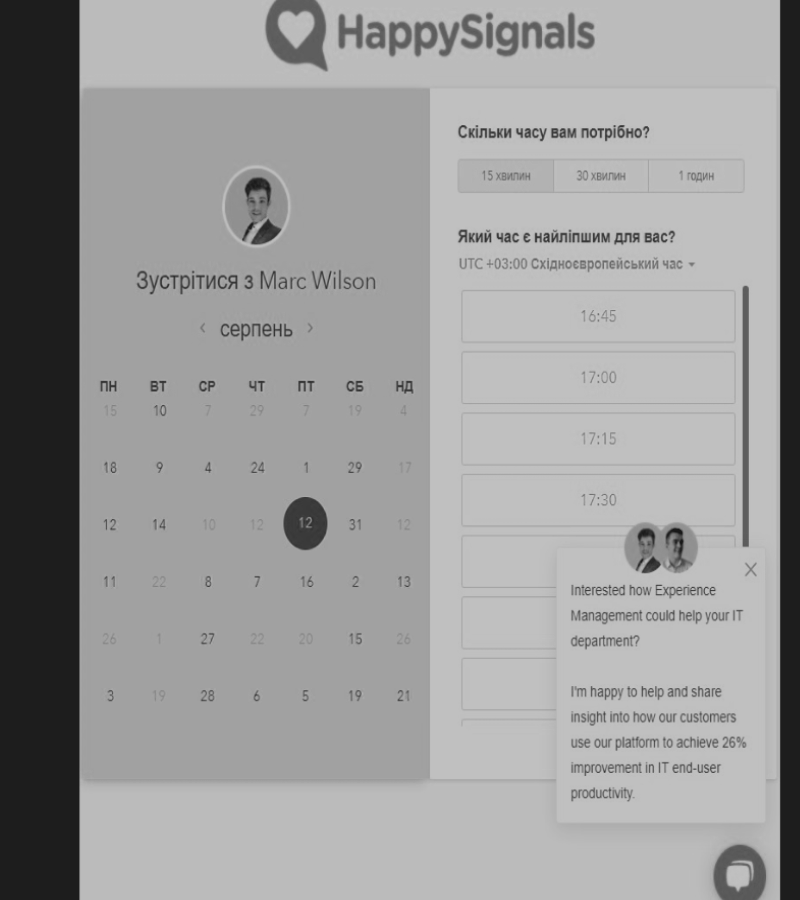 HappySignals
Зустрітися з Marc Wilson
‹ серпень ›
ПН ВТ СР ЧТ ПТ СБ НД
15 10 7 29 7 19 4
18 9 4 24 1 29 17
12 14 10 12 12 31 12
11 22 8 7 16 2 13
26 1 27 22 20 15 26
3 19 28 6 5 19 21
Скільки часу вам потрібно?
15 хвилин 30 хвилин 1 годин
Який час є найліпшим для вас?
UTC +03:00 Східноєвропейський час
16:45
17:00
17:15
17:30
Interested how Experience
Management could help your IT
department?
I'm happy to help and share
insight into how our customers
use our platform to achieve 26%
improvement in IT end-user
productivity.